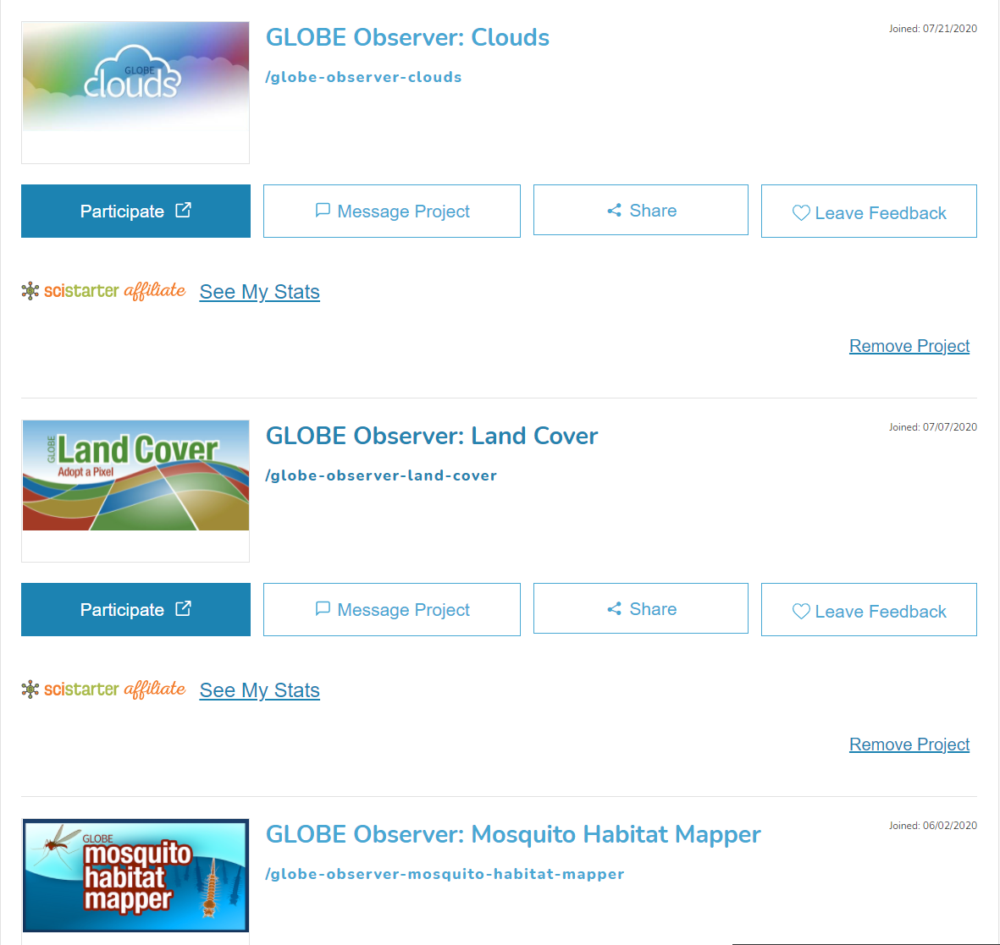 GLOBE
clouds
GLOBE Observer: Clouds
Joined: 07/21/2020
/globe-observer-clouds
Participate
Message Project
Share
Leave Feedback
scistarter affiliate
See My Stats
Remove Project
GLOBE
Land Cover
Adopt a Pixel
GLOBE Observer: Land Cover
Joined: 07/07/2020
/globe-observer-land-cover
Participate
Message Project
Share
Leave Feedback
scistarter affiliate
See My Stats
Remove Project
GLOBE
mosquito
habitat
mapper
GLOBE Observer: Mosquito Habitat Mapper
Joined: 06/02/2020
/globe-observer-mosquito-habitat-mapper